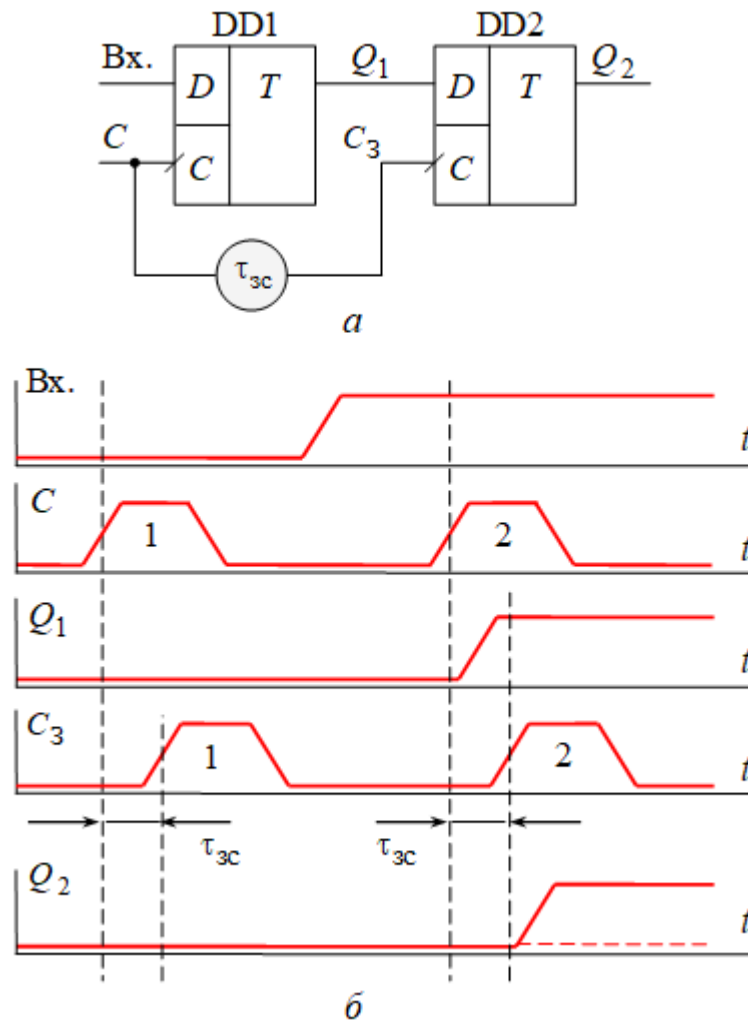 DD1 DD2
Вх. D T Q₁ D T Q₂
C C C₃ C
τзс
а
Вх.
t
C
1 2
t
Q₁
t
C₃
1 2
t
τзс τзс
Q₂
t
б